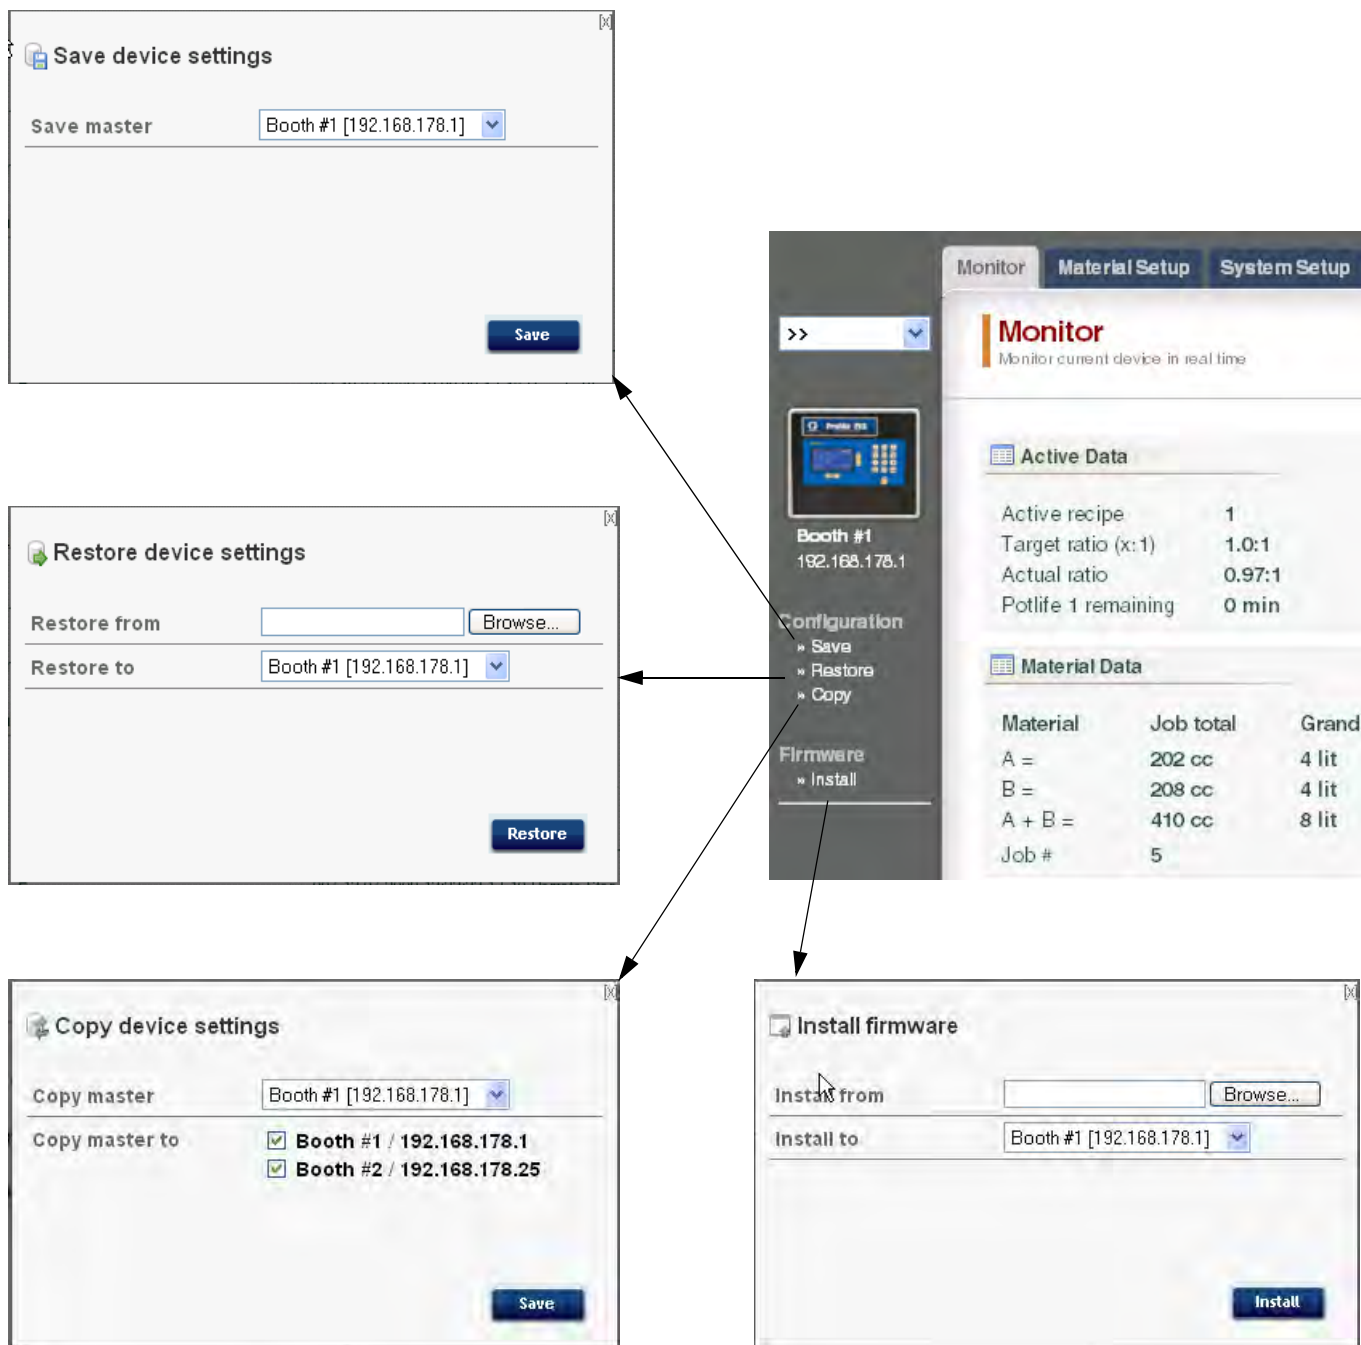 [x]
Save device settings
Save master Booth #1 [192.168.178.1]
Save
[x]
Restore device settings
Restore from Browse...
Restore to Booth #1 [192.168.178.1]
Restore
[x]
Copy device settings
Copy master Booth #1 [192.168.178.1]
Copy master to Booth #1 / 192.168.178.1
Booth #2 / 192.168.178.25
Save
Monitor Material Setup System Setup
>>
Booth #1
192.168.178.1
Configuration
» Save
» Restore
» Copy
Firmware
» Install
Monitor
Monitor current device in real time
Active Data
Active recipe 1
Target ratio (x:1) 1.0:1
Actual ratio 0.97:1
Potlife 1 remaining 0 min
Material Data
Material Job total Grand
A = 202 cc 4 lit
B = 208 cc 4 lit
A + B = 410 cc 8 lit
Job # 5
[x]
Install firmware
Install from Browse...
Install to Booth #1 [192.168.178.1]
Install